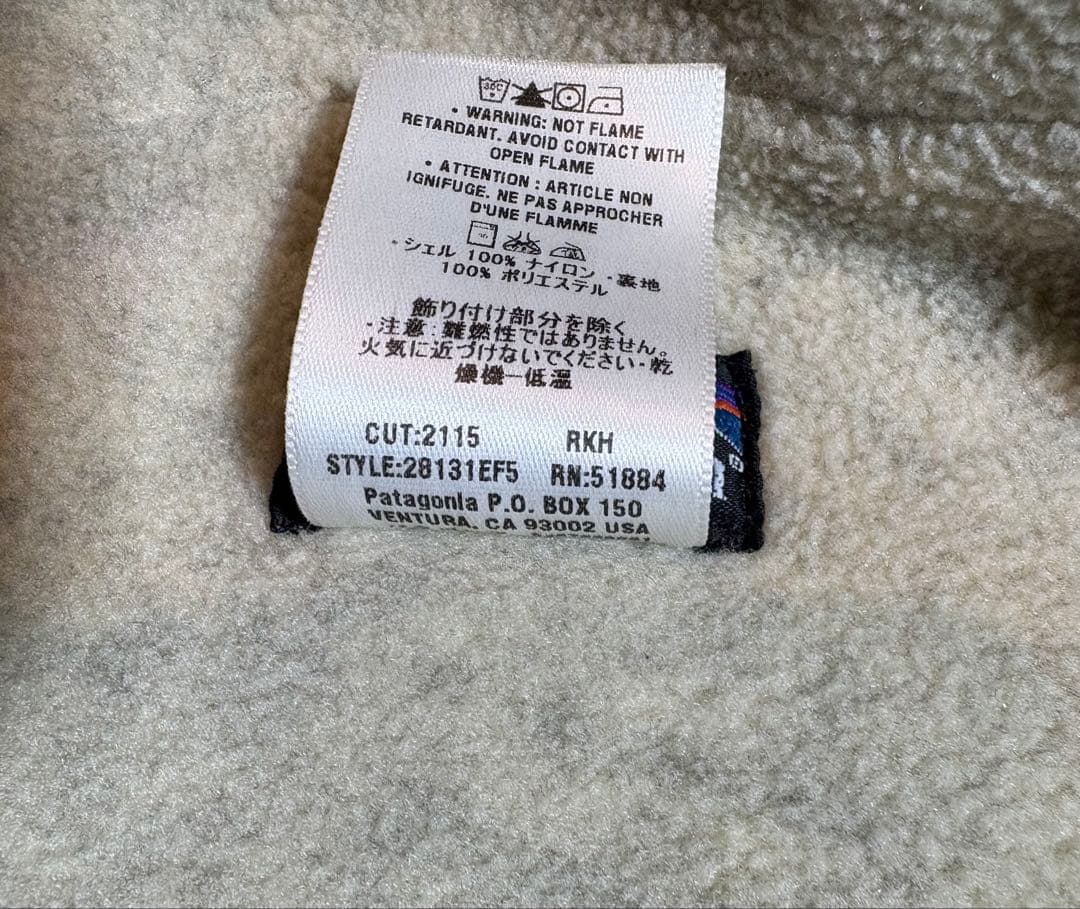 30C
• WARNING: NOT FLAME
RETARDANT. AVOID CONTACT WITH
OPEN FLAME
• ATTENTION : ARTICLE NON
IGNIFUGE. NE PAS APPROCHER
D'UNE FLAMME
・シェル 100% ナイロン ・裏地
100% ポリエステル
飾り付け部分を除く
・注意：難燃性ではありません。
火気に近づけないでください・乾
燥機一低温
CUT:2115 RKH
STYLE:28131EF5 RN:51884
Patagonia P.O. BOX 150
VENTURA, CA 93002 USA